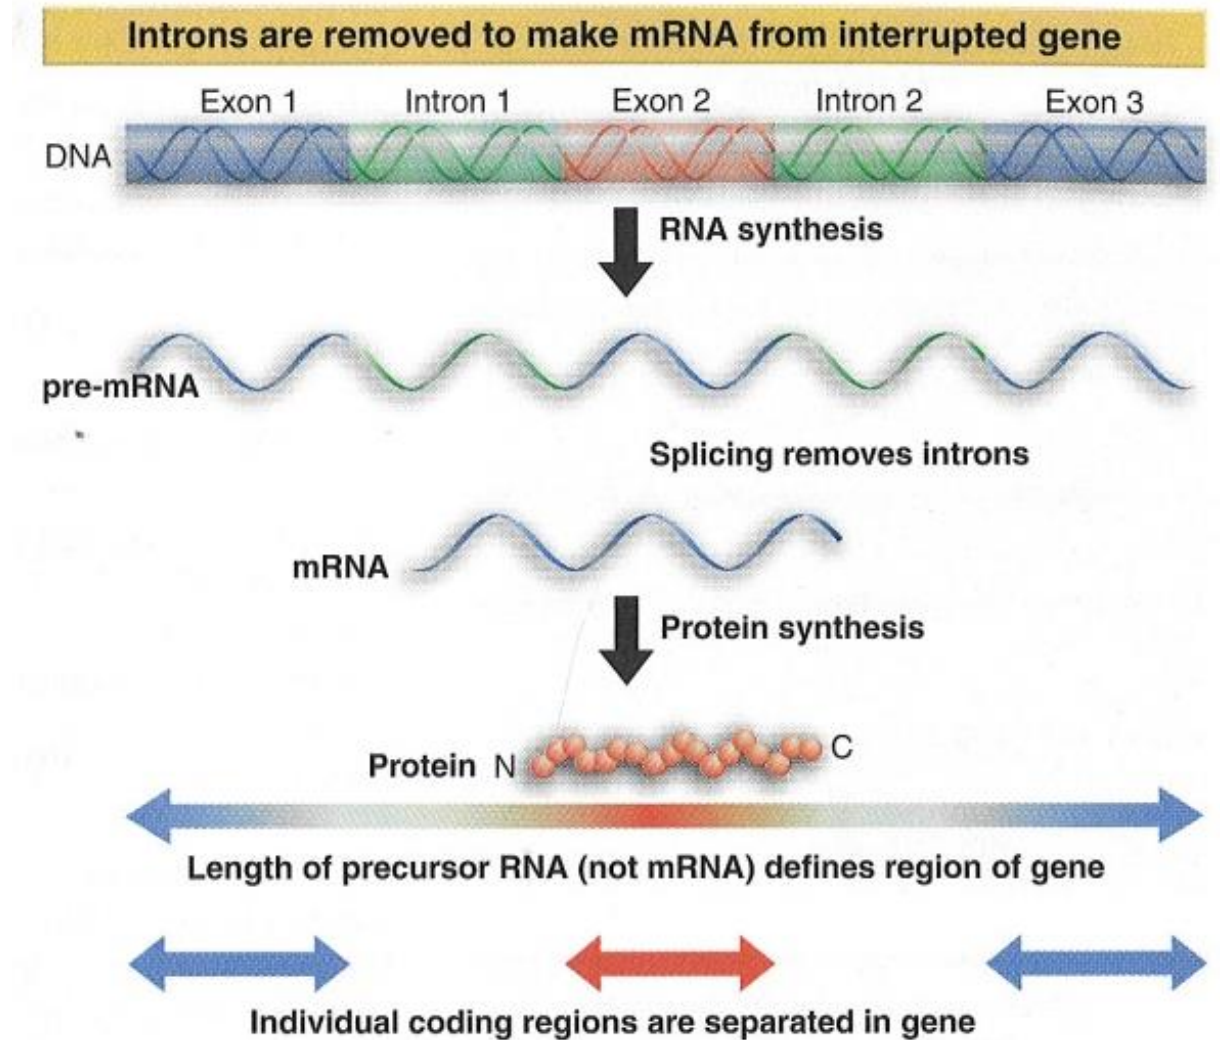 Introns are removed to make mRNA from interrupted gene
Exon 1 Intron 1 Exon 2 Intron 2 Exon 3
DNA
RNA synthesis
pre-mRNA
Splicing removes introns
mRNA
Protein synthesis
Protein N C
Length of precursor RNA (not mRNA) defines region of gene
Individual coding regions are separated in gene